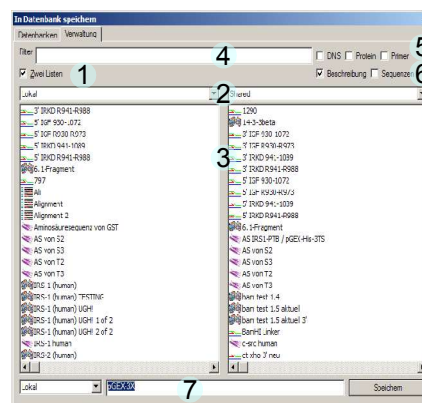 In Datenbank speichern
Datenbanken Verwaltung
Filter
4
DNS Protein Primer
5
Zwei Listen
1
Beschreibung Sequenzen
6
Lokal
2
Shared
3' IRKD R941-R988
5' IGF 930-1072
5' IGF R930 R973
5' IRKD 941-1089
5' IRKD R941-R988
6.1-Fragment
797
Ali
Alignment
Alignment 2
Aminosäuresequenz von GST
AS von S2
AS von S3
AS von T2
AS von T3
IRS-1 (human)
IRS-1 (human) TESTING
IRS-1 (human) UGH!
IRS-1 (human) UGH! 1 of 2
IRS-1 (human) UGH! 2 of 2
IRS-1 human
IRS-2 (human)
3
1290
14-3-3beta
3' IGF 930 1072
3' IGF R930-R973
3' IRKD 941-1089
3' IRKD R941-R988
5' IGF 930-1072
5' IGF R930-R973
5' IRKD 941-1089
5' IRKD R941-R988
6.1-Fragment
AS IRS1-PTB / pGEX-His-3TS
AS von S2
AS von S3
AS von T2
AS von T3
bam test 1.4
bam test 1.5 aktuell
bam test 1.5 aktuell 3'
BamHI Linker
c-src human
ct xho 3' neu
Lokal
pGEX-3X
7
Speichern